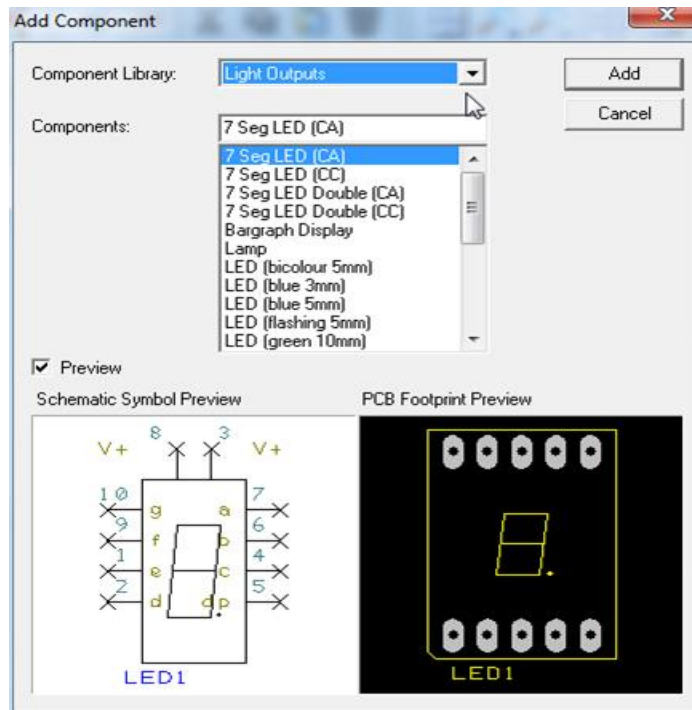 Add Component
Component Library:
Light Outputs
Add
Cancel
Components:
7 Seg LED (CA)
7 Seg LED (CA)
7 Seg LED (CC)
7 Seg LED Double (CA)
7 Seg LED Double (CC)
Bargraph Display
Lamp
LED (bicolour 5mm)
LED (blue 3mm)
LED (blue 5mm)
LED (flashing 5mm)
LED (green 10mm)
Preview
Schematic Symbol Preview
PCB Footprint Preview
V+ 8 3 V+
10 g a 7
9 f b 6
1 e c 4
2 d dp 5
LED1
LED1